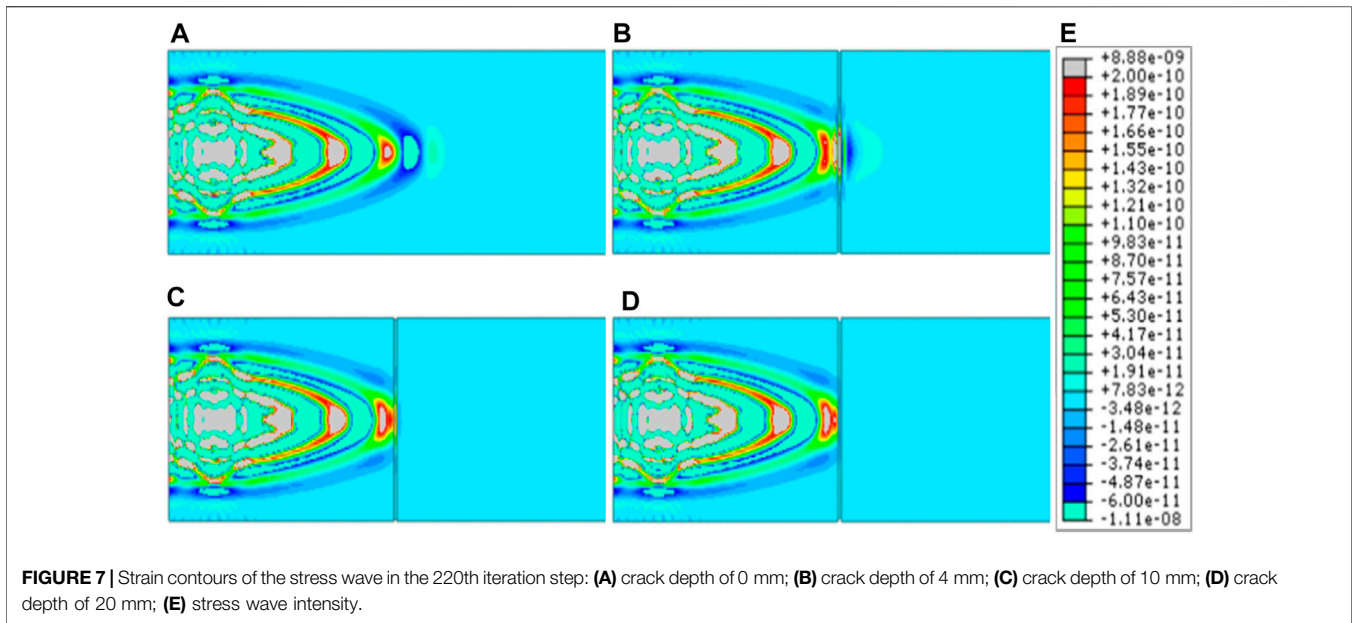 A
B
E
+8.88e-09
+2.00e-10
+1.89e-10
+1.77e-10
+1.66e-10
+1.55e-10
+1.43e-10
+1.32e-10
+1.21e-10
+1.10e-10
+9.83e-11
+8.70e-11
+7.57e-11
+6.43e-11
+5.30e-11
+4.17e-11
+3.04e-11
+1.91e-11
+7.83e-12
-3.48e-12
-1.48e-11
-2.61e-11
-3.74e-11
-4.87e-11
-6.00e-11
-1.11e-08
C
D
FIGURE 7 | Strain contours of the stress wave in the 220th iteration step: (A) crack depth of 0 mm; (B) crack depth of 4 mm; (C) crack depth of 10 mm; (D) crack
depth of 20 mm; (E) stress wave intensity.